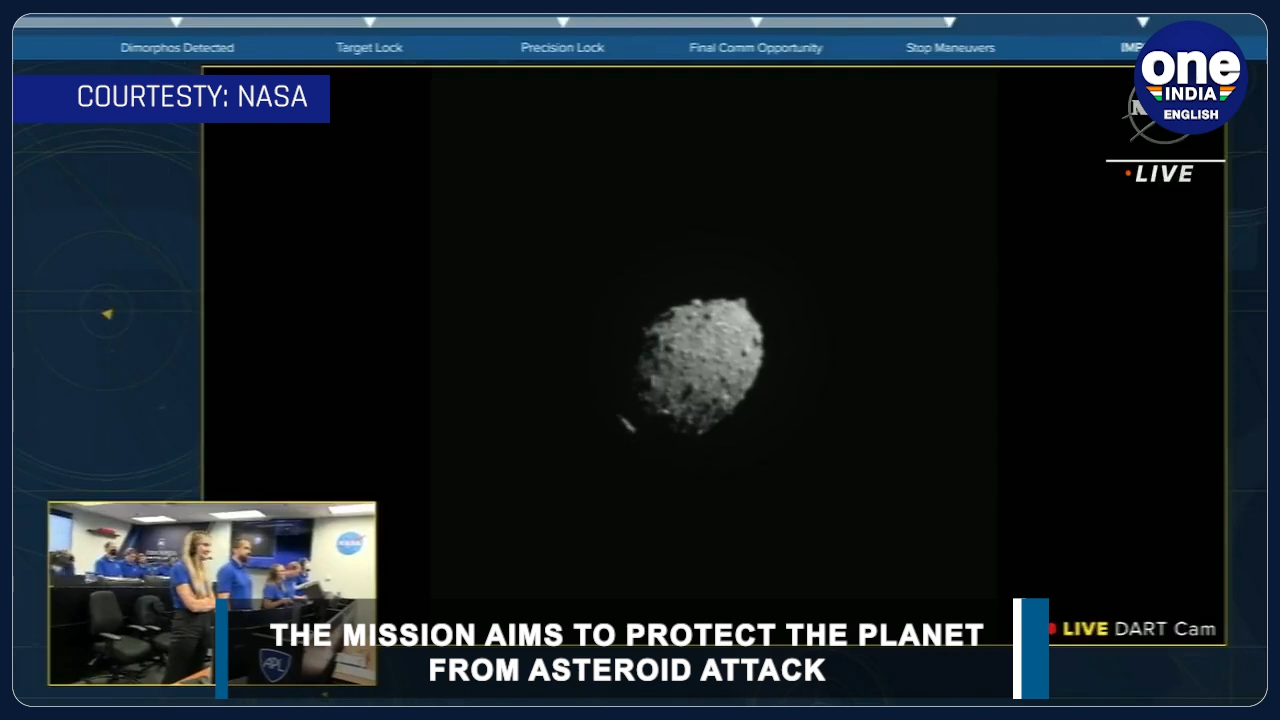 Dimorphos Detected
Target Lock
Precision Lock
Final Comm Opportunity
Stop Maneuvers
COURTESTY: NASA
one
INDIA
ENGLISH
•LIVE
NASA
APL
LIVE DART Cam
THE MISSION AIMS TO PROTECT THE PLANET
FROM ASTEROID ATTACK